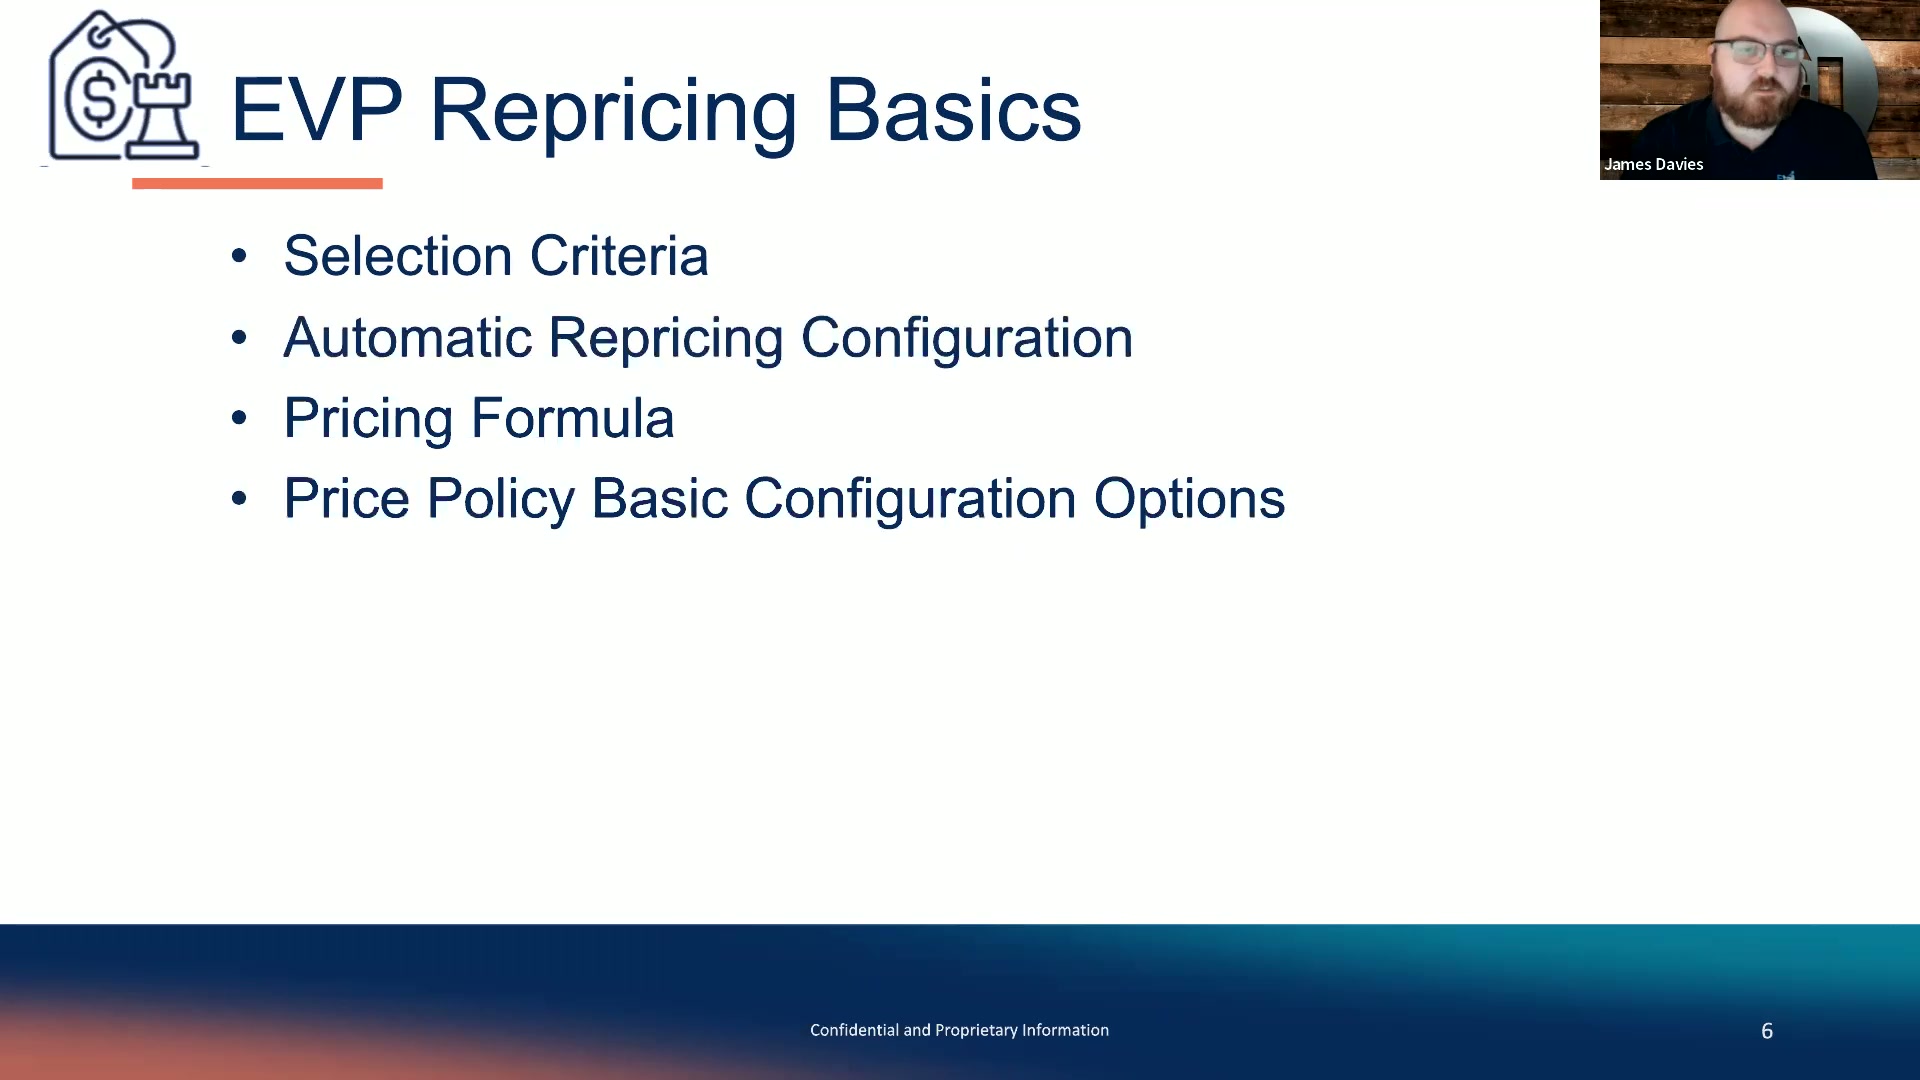 EVP Repricing Basics
James Davies
• Selection Criteria
• Automatic Repricing Configuration
• Pricing Formula
• Price Policy Basic Configuration Options
Confidential and Proprietary Information
6